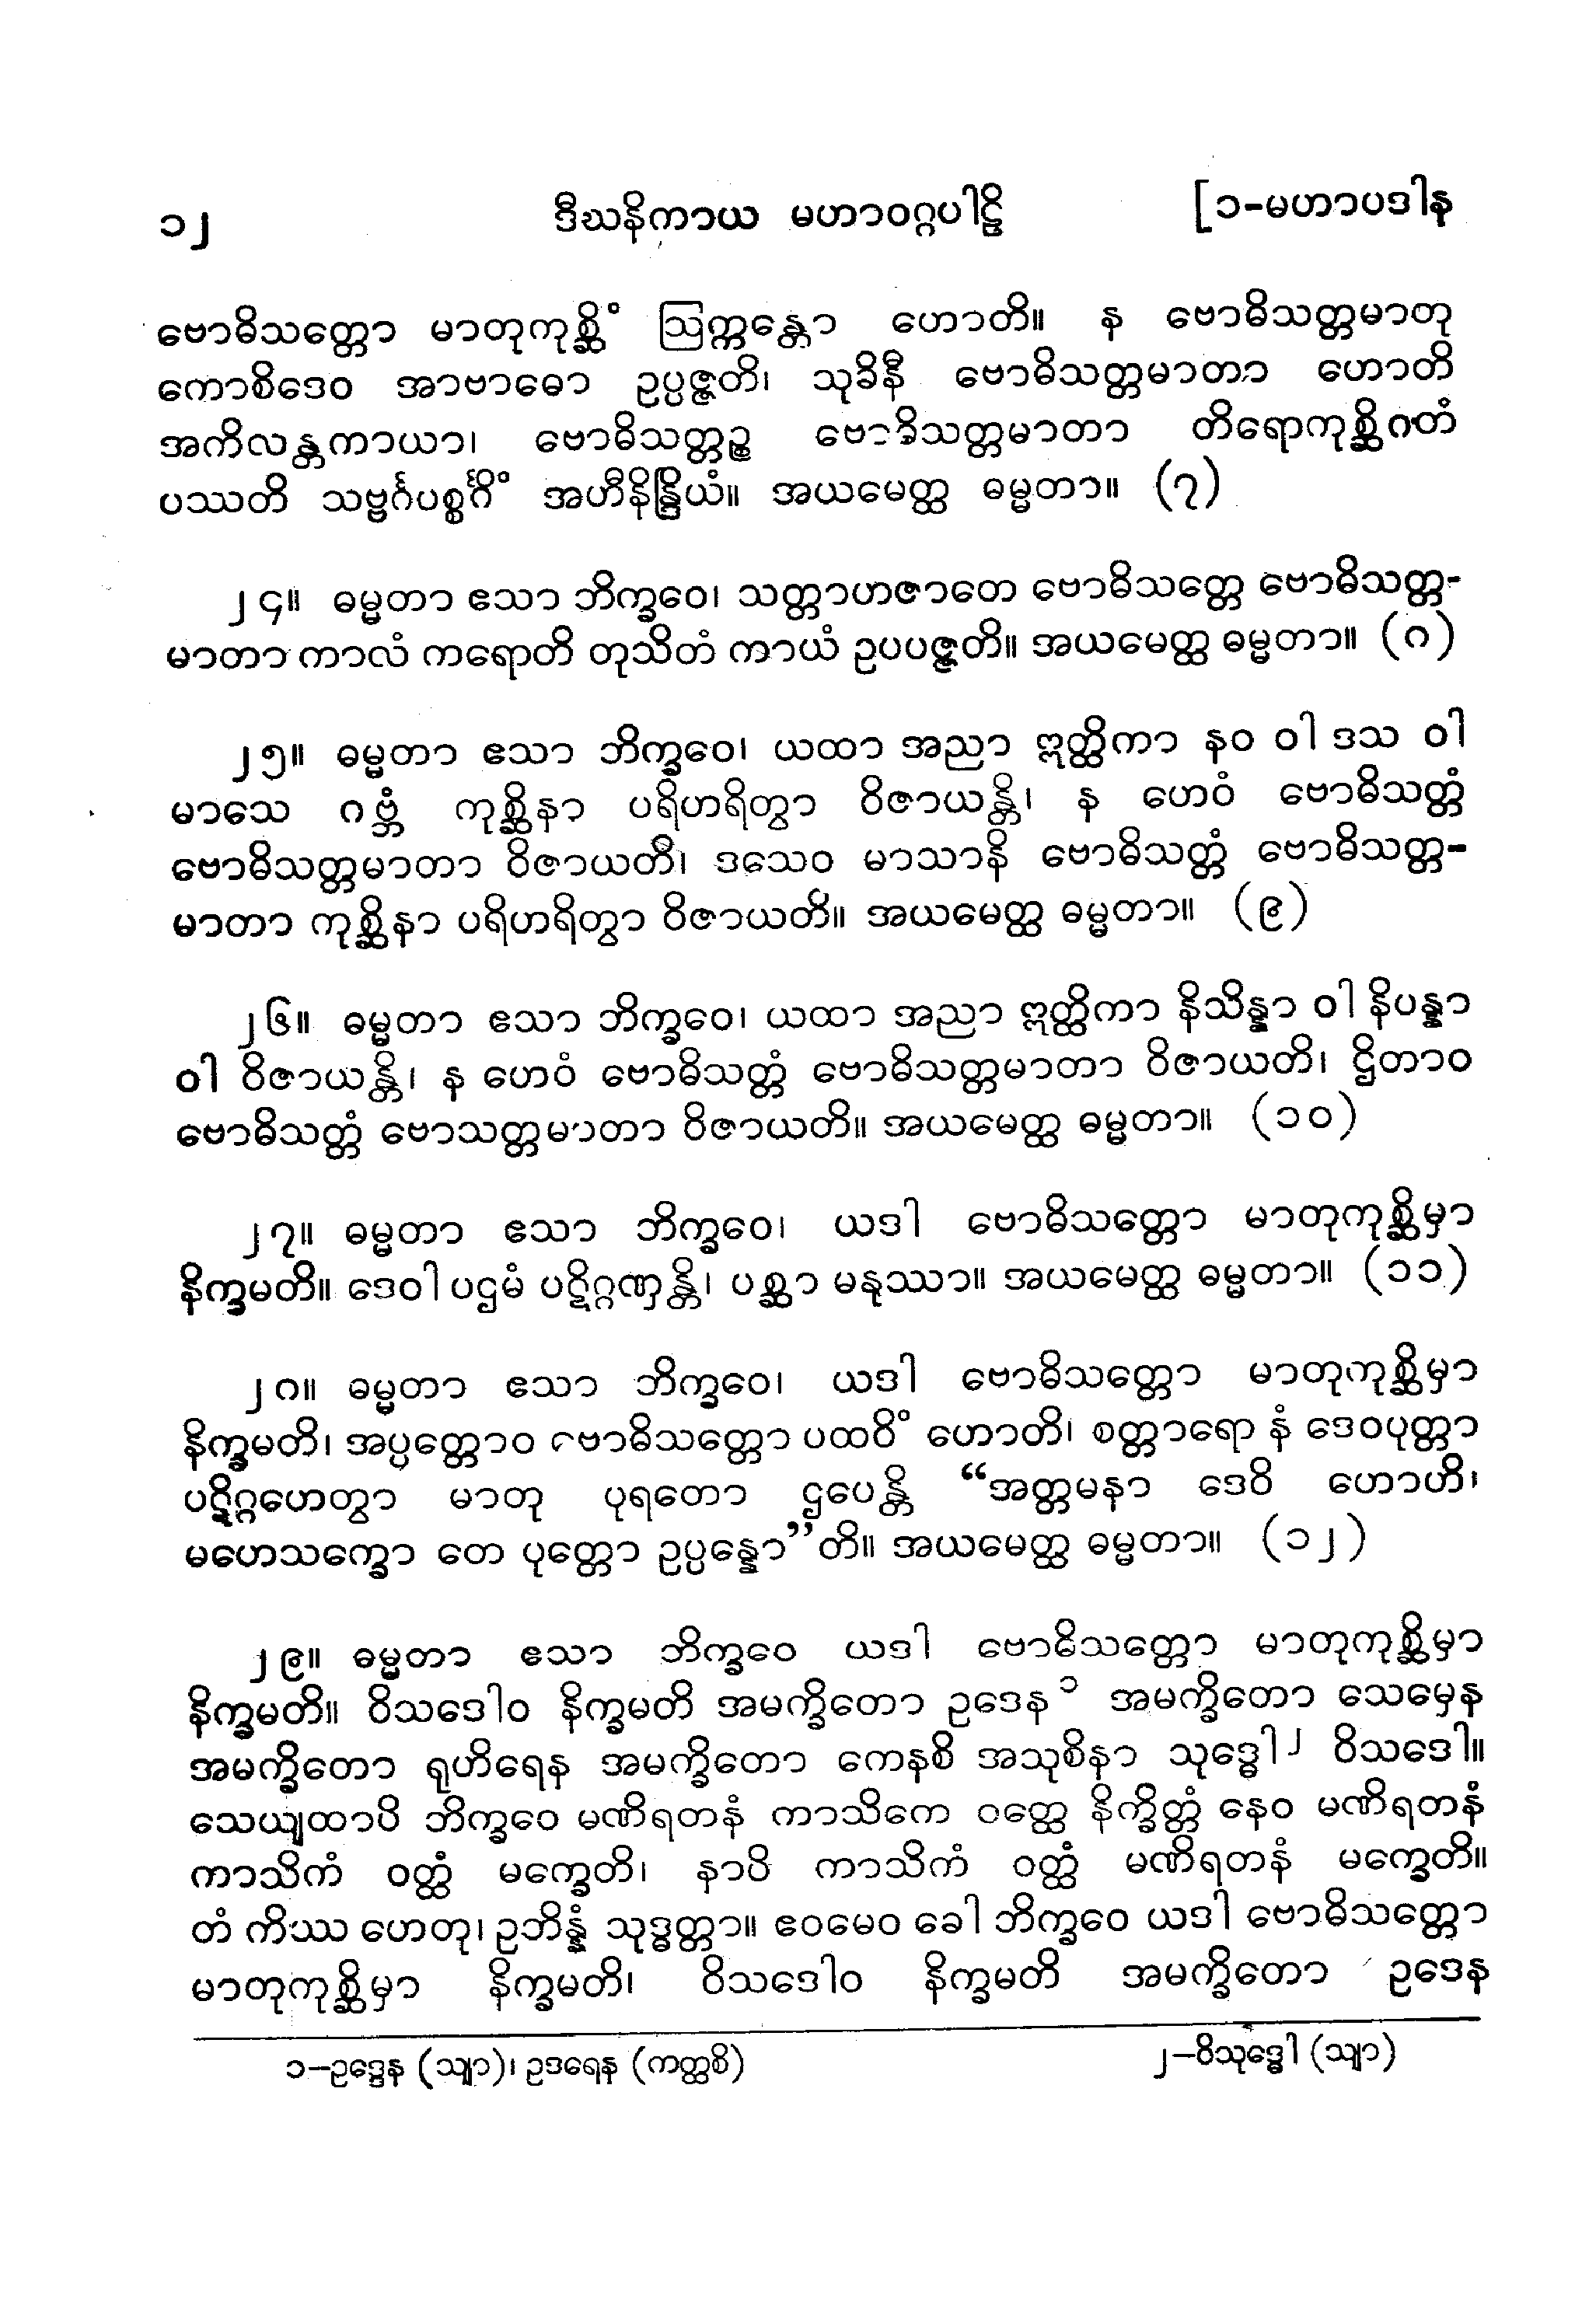 ၁၂ ဒီဃနိကာယ မဟာဝဂ္ဂပါဠိ [၁-မဟာပဒါန
ဗောဓိသတ္တော မာတုကုစ္ဆိံ ဩက္ကန္တော ဟောတိ။ န ဗောဓိသတ္တမာတု
ကောစိဒေဝ အာဗာဓော ဥပ္ပဇ္ဇတိ၊ သုခိနီ ဗောဓိသတ္တမာတာ ဟောတိ
အကိလန္တကာယာ၊ ဗောဓိသတ္တဉ္စ ဗောဓိသတ္တမာတာ တိရောကုစ္ဆိဂတံ
ပဿတိ သဗ္ဗင်္ဂပစ္စင်္ဂိံ အဟီနိန္ဒြိယံ။ အယမေတ္ထ ဓမ္မတာ။ (၇)
၂၄။ ဓမ္မတာ ဧသာ ဘိက္ခဝေ၊ သတ္တာဟဇာတေ ဗောဓိသတ္တေ ဗောဓိသတ္တ-
မာတာ ကာလံ ကရောတိ တုသိတံ ကာယံ ဥပပဇ္ဇတိ။ အယမေတ္ထ ဓမ္မတာ။ (၈)
၂၅။ ဓမ္မတာ ဧသာ ဘိက္ခဝေ၊ ယထာ အညာ ဣတ္ထိကာ နဝ ဝါ ဒသ ဝါ
မာသေ ဂဗ္ဘံ ကုစ္ဆိနာ ပရိဟရိတွာ ဝိဇာယန္တိ၊ န ဟေဝံ ဗောဓိသတ္တံ
ဗောဓိသတ္တမာတာ ဝိဇာယတိ၊ ဒသေဝ မာသာနိ ဗောဓိသတ္တံ ဗောဓိသတ္တ-
မာတာ ကုစ္ဆိနာ ပရိဟရိတွာ ဝိဇာယတိ။ အယမေတ္ထ ဓမ္မတာ။ (၉)
၂၆။ ဓမ္မတာ ဧသာ ဘိက္ခဝေ၊ ယထာ အညာ ဣတ္ထိကာ နိသိန္နာ ဝါ နိပန္နာ
ဝါ ဝိဇာယန္တိ၊ န ဟေဝံ ဗောဓိသတ္တံ ဗောဓိသတ္တမာတာ ဝိဇာယတိ၊ ဌိတာဝ
ဗောဓိသတ္တံ ဗောသတ္တမာတာ ဝိဇာယတိ။ အယမေတ္ထ ဓမ္မတာ။ (၁၀)
၂၇။ ဓမ္မတာ ဧသာ ဘိက္ခဝေ၊ ယဒါ ဗောဓိသတ္တော မာတုကုစ္ဆိမှာ
နိက္ခမတိ။ ဒေဝါ ပဌမံ ပဋိဂ္ဂဏှန္တိ၊ ပစ္ဆာ မနုဿာ။ အယမေတ္ထ ဓမ္မတာ။ (၁၁)
၂၈။ ဓမ္မတာ ဧသာ ဘိက္ခဝေ၊ ယဒါ ဗောဓိသတ္တော မာတုကုစ္ဆိမှာ
နိက္ခမတိ၊ အပ္ပတ္တောဝ ဗောဓိသတ္တော ပထဝိံ ဟောတိ၊ စတ္တာရော နံ ဒေဝပုတ္တာ
ပဋိဂ္ဂဟေတွာ မာတု ပုရတော ဌပေန္တိ “အတ္တမနာ ဒေဝိ ဟောဟိ၊
မဟေသက္ခော တေ ပုတ္တော ဥပ္ပန္နော”တိ။ အယမေတ္ထ ဓမ္မတာ။ (၁၂)
၂၉။ ဓမ္မတာ ဧသာ ဘိက္ခဝေ ယဒါ ဗောဓိသတ္တော မာတုကုစ္ဆိမှာ
နိက္ခမတိ။ ဝိသဒေါဝ နိက္ခမတိ အမက္ခိတော ဥဒေန၁ အမက္ခိတော သေမှေန
အမက္ခိတော ရုဟိရေန အမက္ခိတော ကေနစိ အသုစိနာ သုဒ္ဓေါ၂ ဝိသဒေါ။
သေယျထာပိ ဘိက္ခဝေ မဏိရတနံ ကာသိကေ ဝတ္ထေ နိက္ခိတ္တံ နေဝ မဏိရတနံ
ကာသိကံ ဝတ္ထံ မက္ခေတိ၊ နာပိ ကာသိကံ ဝတ္ထံ မဏိရတနံ မက္ခေတိ။
တံ ကိဿ ဟေတု၊ ဥဘိန္နံ သုဒ္ဓတ္တာ။ ဧဝမေဝ ခေါ ဘိက္ခဝေ ယဒါ ဗောဓိသတ္တော
မာတုကုစ္ဆိမှာ နိက္ခမတိ၊ ဝိသဒေါဝ နိက္ခမတိ အမက္ခိတော ဥဒေန
၁-ဥဒ္ဒေန (သျာ)၊ ဥဒရေန (ကတ္ထစိ) ၂-ဝိသုဒ္ဓေါ (သျာ)